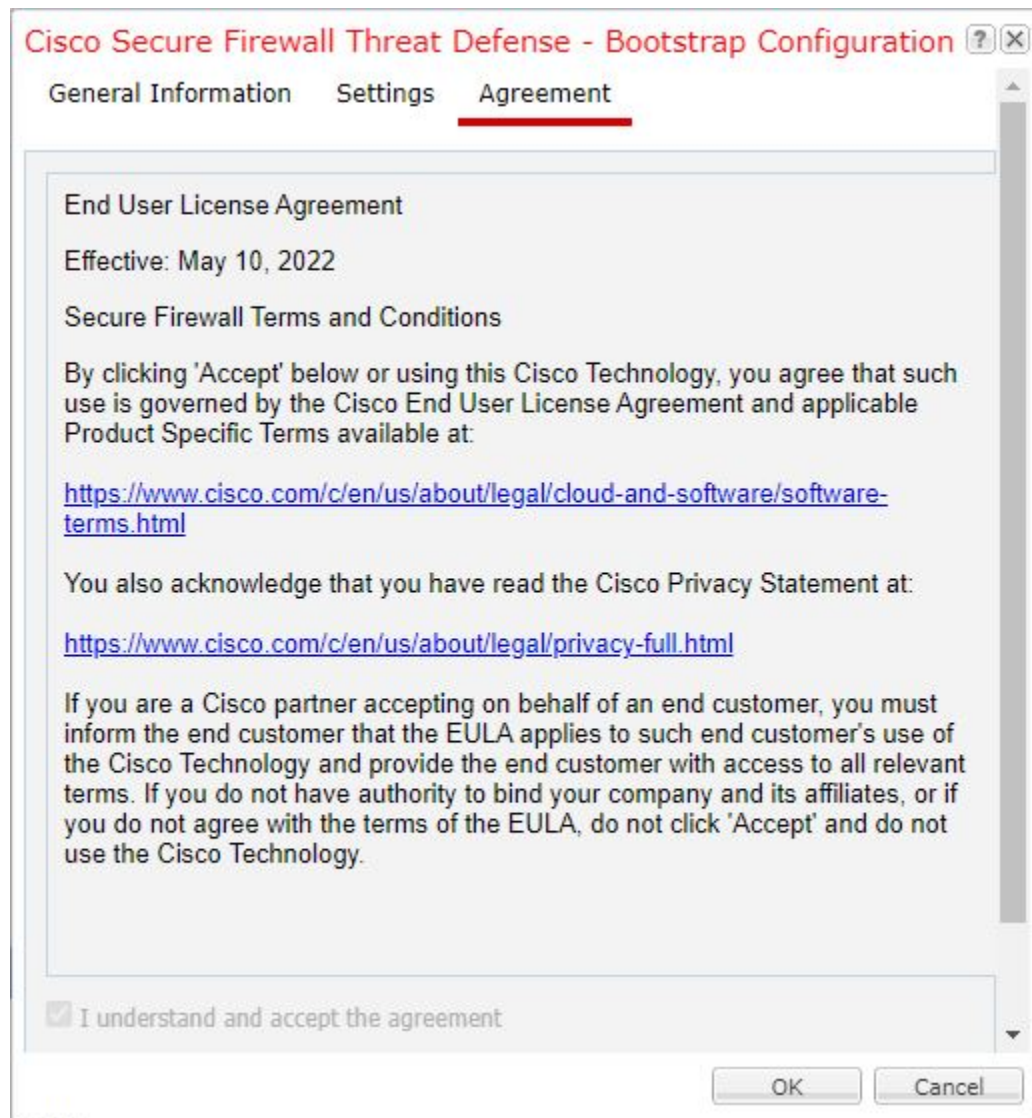 Cisco Secure Firewall Threat Defense - Bootstrap Configuration
General Information Settings Agreement
End User License Agreement
Effective: May 10, 2022
Secure Firewall Terms and Conditions
By clicking 'Accept' below or using this Cisco Technology, you agree that such
use is governed by the Cisco End User License Agreement and applicable
Product Specific Terms available at:
https://www.cisco.com/c/en/us/about/legal/cloud-and-software/software-
terms.html
You also acknowledge that you have read the Cisco Privacy Statement at:
https://www.cisco.com/c/en/us/about/legal/privacy-full.html
If you are a Cisco partner accepting on behalf of an end customer, you must
inform the end customer that the EULA applies to such end customer's use of
the Cisco Technology and provide the end customer with access to all relevant
terms. If you do not have authority to bind your company and its affiliates, or if
you do not agree with the terms of the EULA, do not click 'Accept' and do not
use the Cisco Technology.
I understand and accept the agreement
OK Cancel